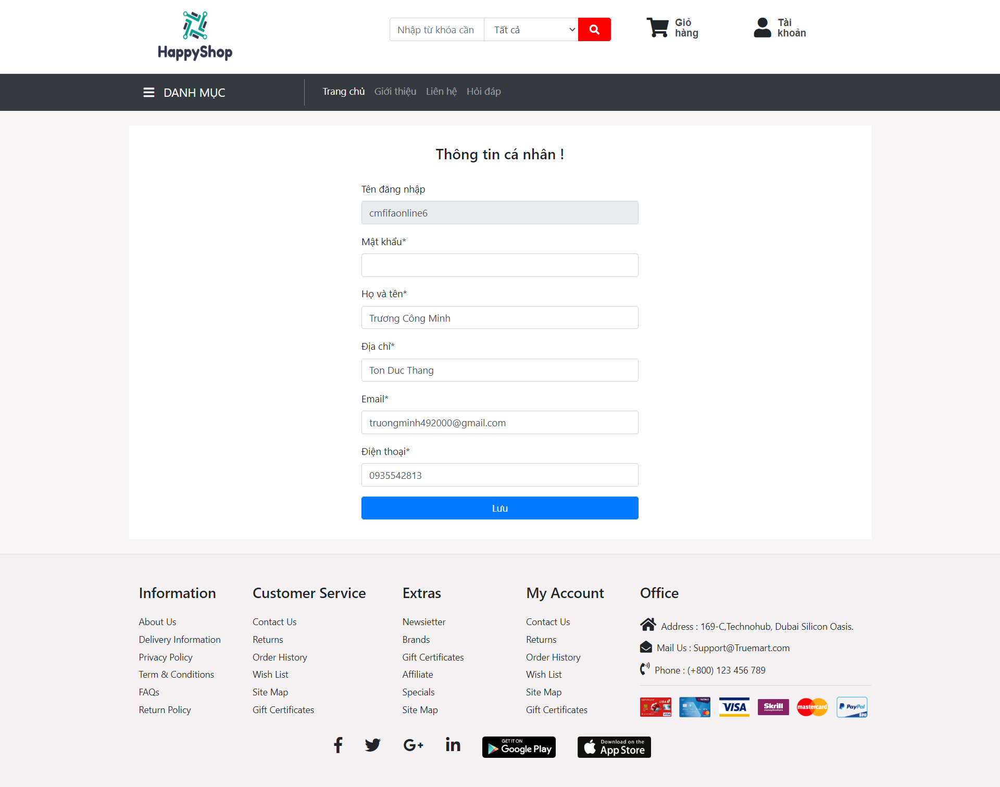 HappyShop
Nhập từ khóa cần
Tất cả
Giỏ
hàng
Tài
khoản
DANH MỤC
Trang chủ Giới thiệu Liên hệ Hỏi đáp
Thông tin cá nhân !
Tên đăng nhập
cmfifaonline6
Mật khẩu*
Họ và tên*
Trương Công Minh
Địa chỉ*
Ton Duc Thang
Email*
truongminh492000@gmail.com
Điện thoại*
0935542813
Lưu
Information
About Us
Delivery Information
Privacy Policy
Term & Conditions
FAQs
Return Policy
Customer Service
Contact Us
Returns
Order History
Wish List
Site Map
Gift Certificates
Extras
Newsietter
Brands
Gift Certificates
Affiliate
Specials
Site Map
My Account
Contact Us
Returns
Order History
Wish List
Site Map
Gift Certificates
Office
Address : 169-C,Technohub, Dubai Silicon Oasis.
Mail Us : Support@Truemart.com
Phone : (+800) 123 456 789
UBA
VISA
NatWest
VISA
Skrill
moneybookers
mastercard
PayPal
$20
GET IT ON
Google Play
Download on the
App Store